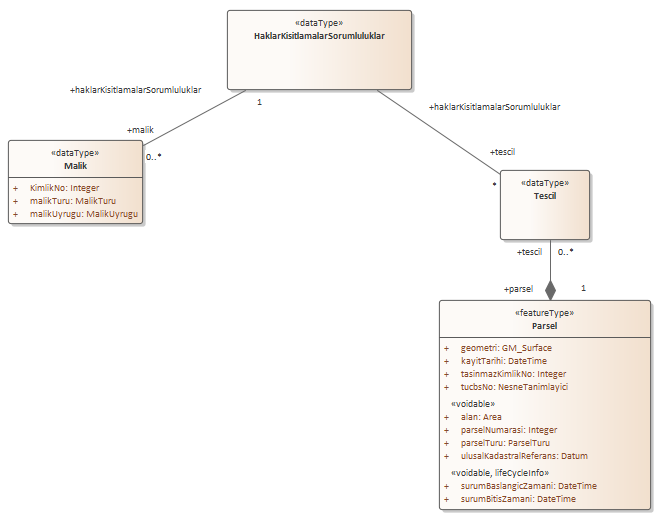 «dataType»
HaklarKisitlamalarSorumluluklar
+haklarKisitlamalarSorumluluklar
1
+haklarKisitlamalarSorumluluklar
+malik
0..*
«dataType»
Malik
+ KimlikNo: Integer
+ malikTuru: MalikTuru
+ malikUyrugu: MalikUyrugu
+tescil
*
«dataType»
Tescil
+tescil 0..*
+parsel 1
«featureType»
Parsel
+ geometri: GM_Surface
+ kayitTarihi: DateTime
+ tasinmazKimlikNo: Integer
+ tucbsNo: NesneTanimlayici
«voidable»
+ alan: Area
+ parselNumarasi: Integer
+ parselTuru: ParselTuru
+ ulusalKadastralReferans: Datum
«voidable, lifeCycleInfo»
+ surumBaslangicZamani: DateTime
+ surumBitisZamani: DateTime